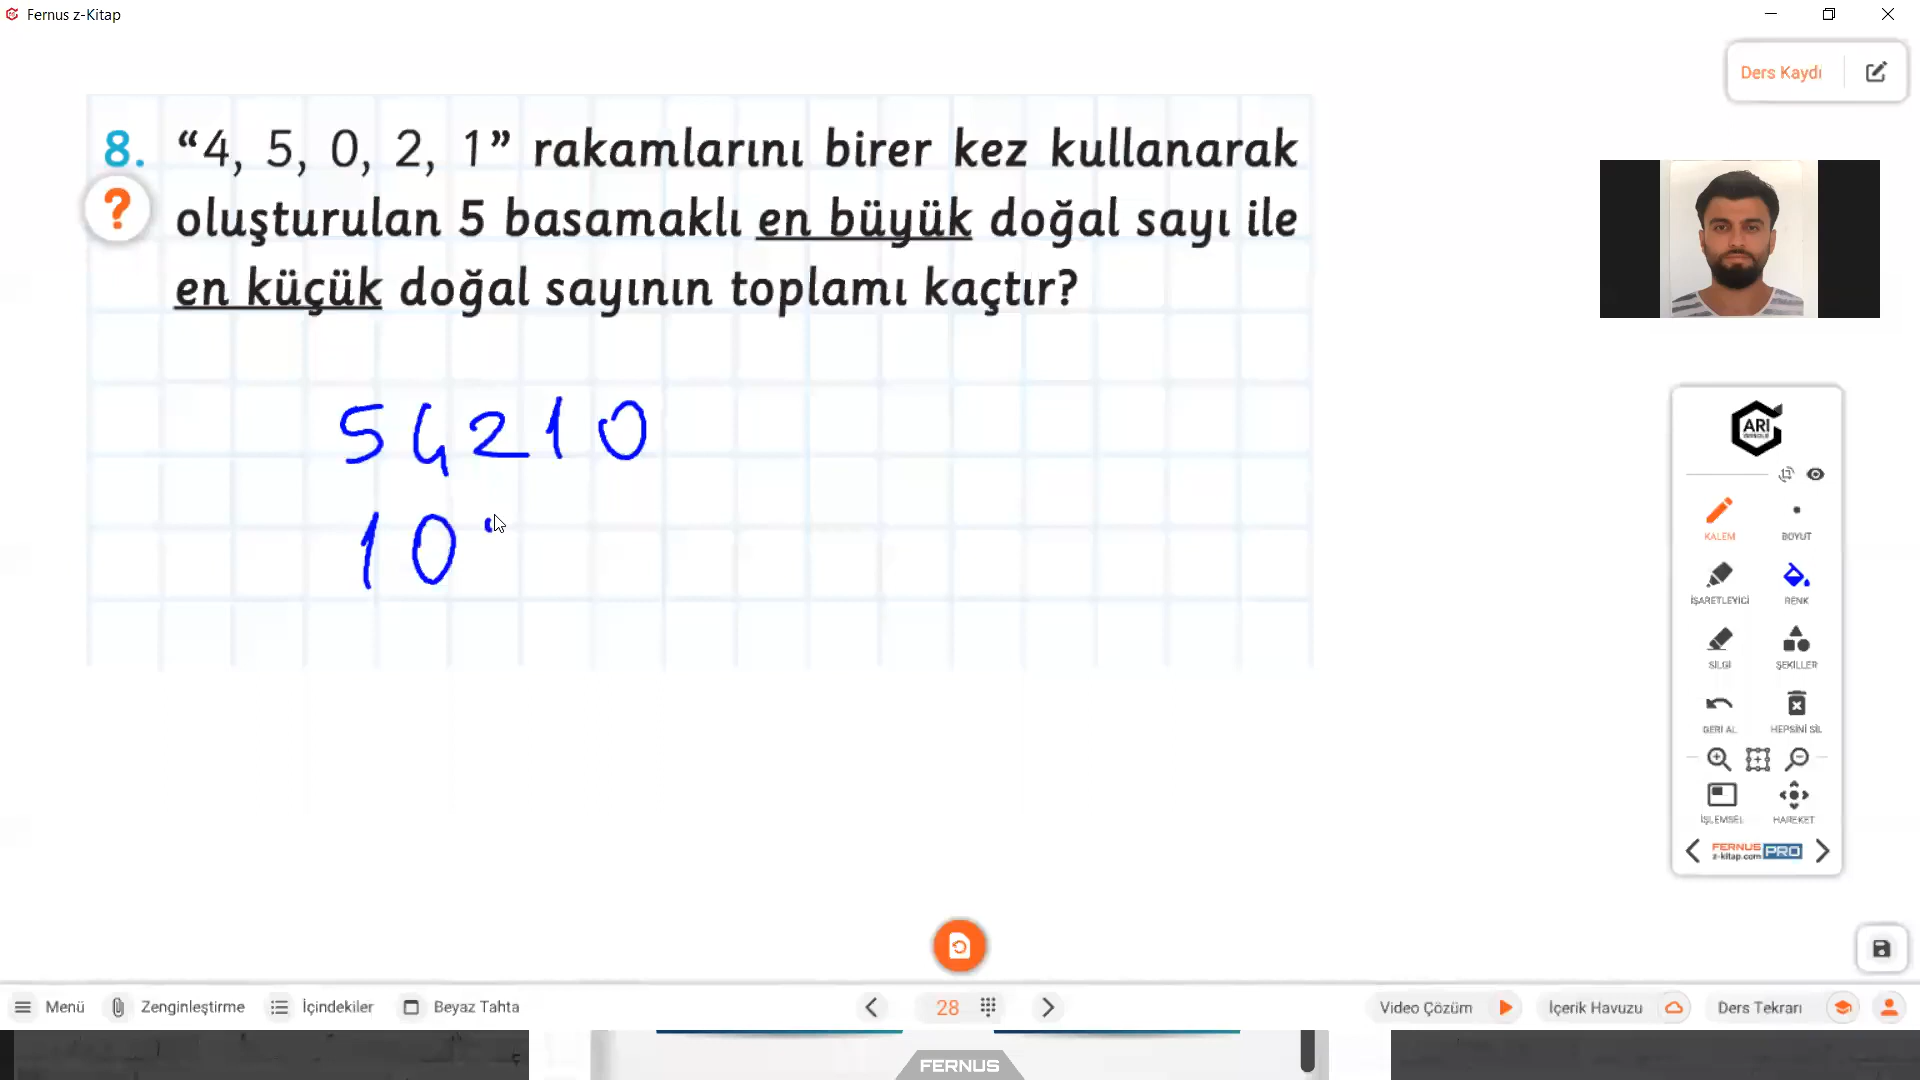 Fernus z-Kitap
Ders Kaydı
8. “4, 5, 0, 2, 1” rakamlarını birer kez kullanarak
? oluşturulan 5 basamaklı en büyük doğal sayı ile
en küçük doğal sayının toplamı kaçtır?
54210
10
ARI
KALEM BOYUT
İŞARETLEYİCİ RENK
SİLGİ ŞEKİLLER
GERİ AL HEPSİNİ SİL
İŞLEMSEL HAREKET
FERNUS
z-kitap.com PRO
Menü Zenginleştirme İçindekiler Beyaz Tahta 28 Video Çözüm İçerik Havuzu Ders Tekrarı
FERNUS